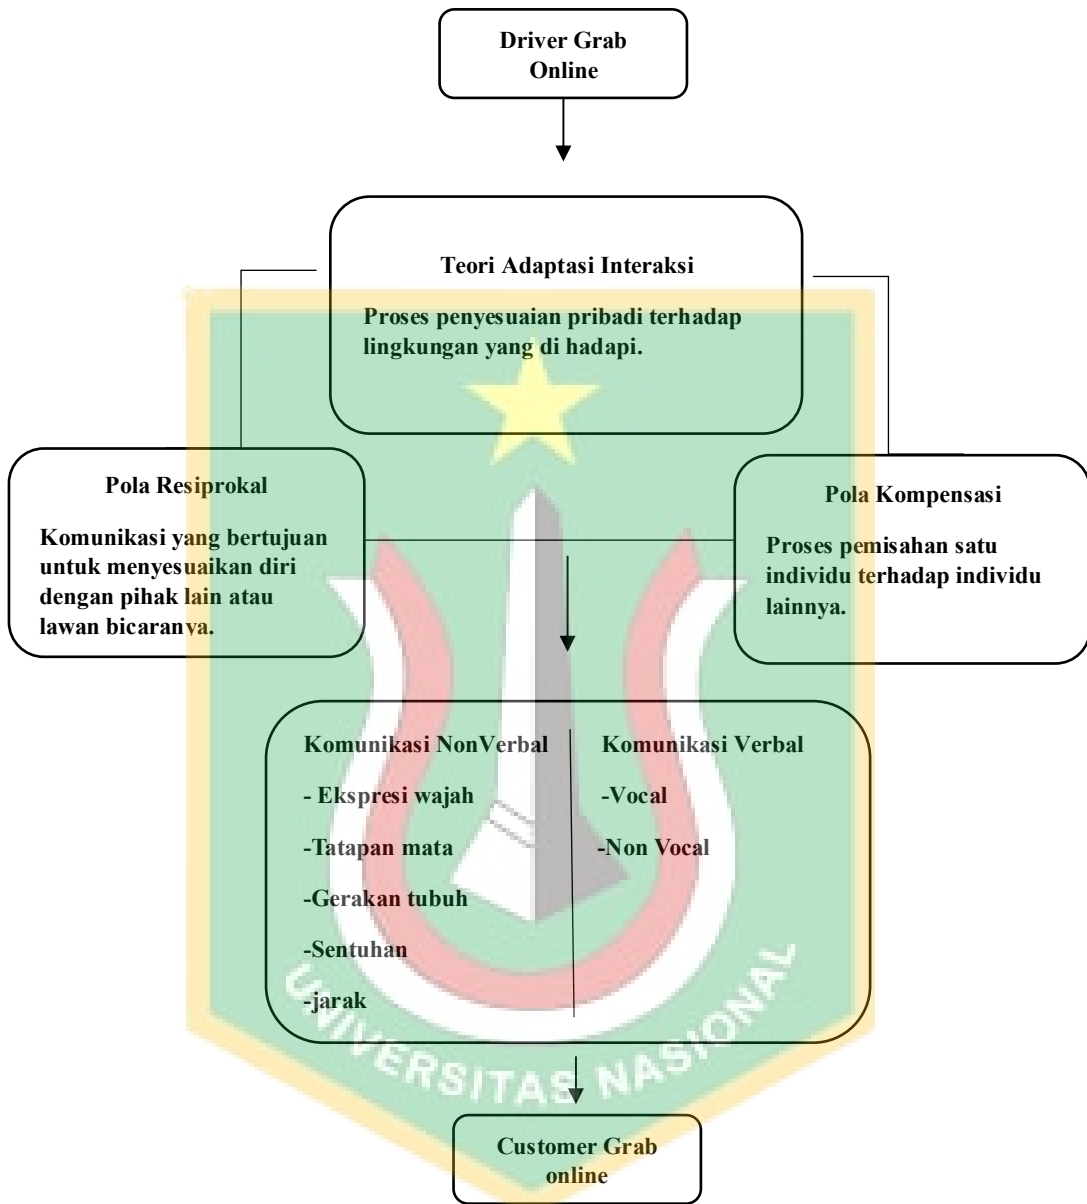 Driver Grab
Online
Teori Adaptasi Interaksi
Proses penyesuaian pribadi terhadap
lingkungan yang di hadapi.
Pola Resiprokal
Komunikasi yang bertujuan
untuk menyesuaikan diri
dengan pihak lain atau
lawan bicaranya.
Pola Kompensasi
Proses pemisahan satu
individu terhadap individu
lainnya.
Komunikasi NonVerbal
- Ekspresi wajah
-Tatapan mata
-Gerakan tubuh
-Sentuhan
-jarak
Komunikasi Verbal
-Vocal
-Non Vocal
UNIVERSITAS NASIONAL
Customer Grab
online